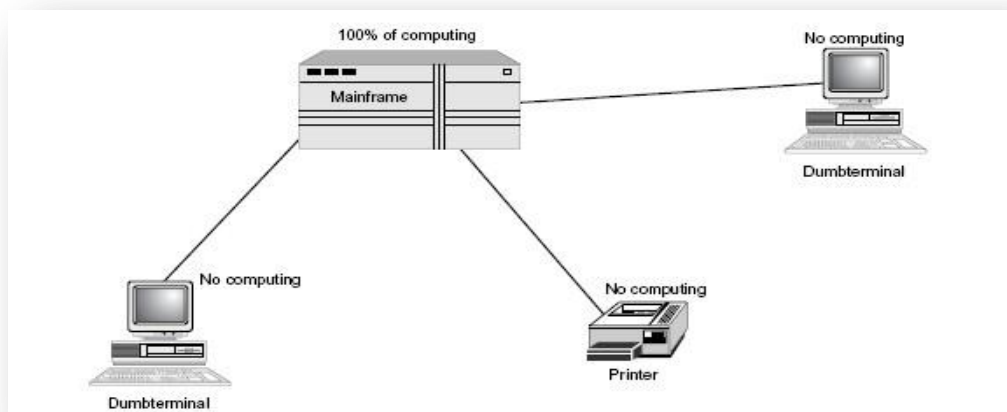 100% of computing
No computing
Mainframe
Dumbterminal
No computing
No computing
Printer
Dumbterminal